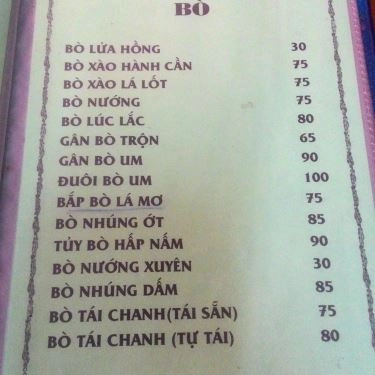 BÒ
BÒ LỬA HỒNG 30
BÒ XÀO HÀNH CẦN 75
BÒ XÀO LÁ LỐT 75
BÒ NƯỚNG 75
BÒ LÚC LẮC 80
GÂN BÒ TRỘN 65
GÂN BÒ UM 90
ĐUÔI BÒ UM 100
BẮP BÒ LÁ MƠ 75
BÒ NHÚNG ỚT 85
TỦY BÒ HẤP NẤM 90
BÒ NƯỚNG XUYÊN 30
BÒ NHÚNG DẤM 85
BÒ TÁI CHANH(TÁI SẴN) 75
BÒ TÁI CHANH (TỰ TÁI) 80